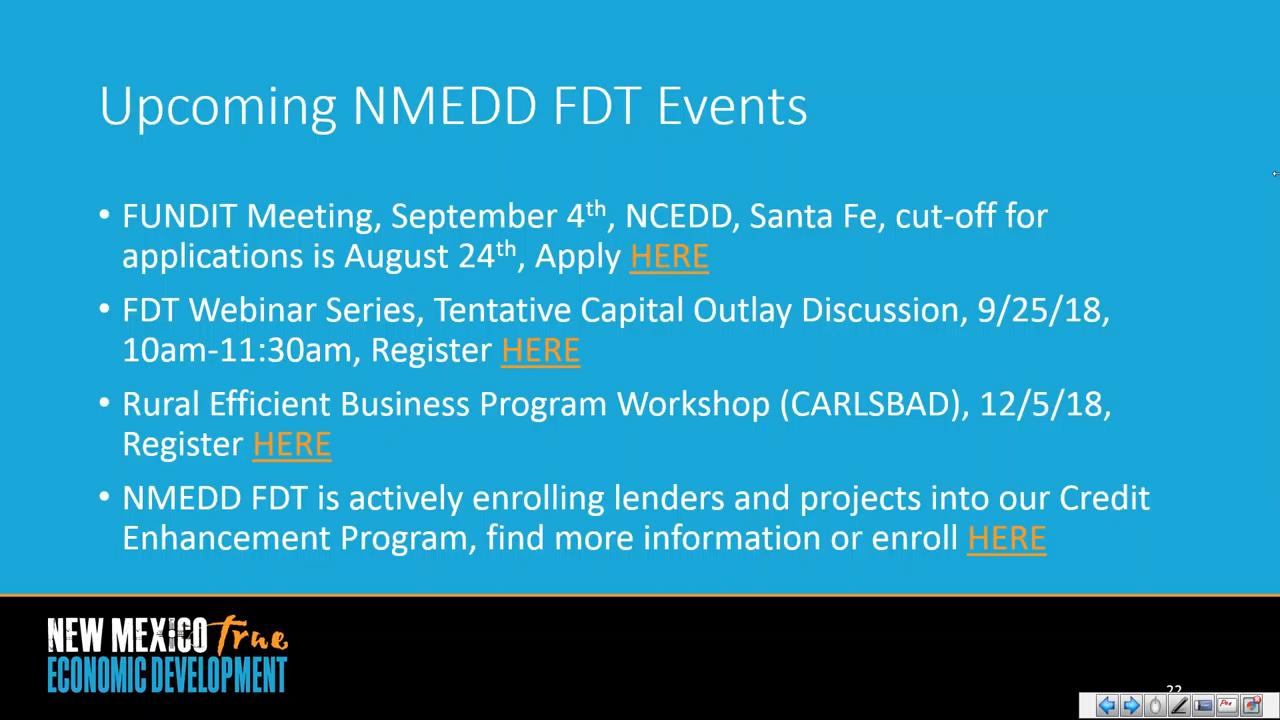 Upcoming NMEDD FDT Events
• FUNDIT Meeting, September 4th, NCEDD, Santa Fe, cut-off for
applications is August 24th, Apply HERE
• FDT Webinar Series, Tentative Capital Outlay Discussion, 9/25/18,
10am-11:30am, Register HERE
• Rural Efficient Business Program Workshop (CARLSBAD), 12/5/18,
Register HERE
• NMEDD FDT is actively enrolling lenders and projects into our Credit
Enhancement Program, find more information or enroll HERE
NEW MEXICO True
ECONOMIC DEVELOPMENT
22